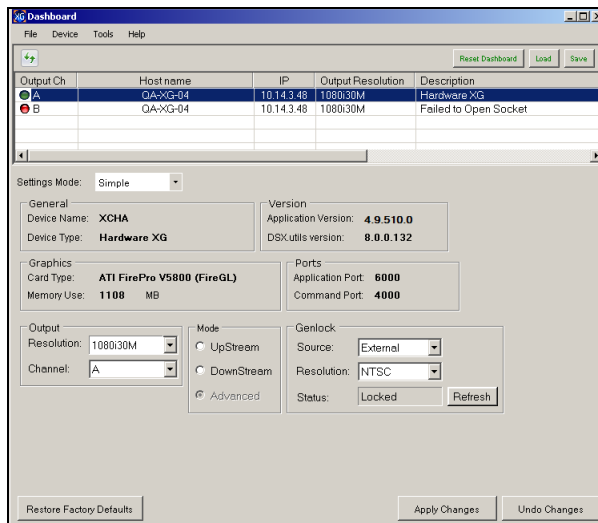 XG Dashboard
File Device Tools Help
Reset Dashboard Load Save
Output Ch Host name IP Output Resolution Description
A QA-XG-04 10.14.3.48 1080i30M Hardware XG
B QA-XG-04 10.14.3.48 1080i30M Failed to Open Socket
Settings Mode: Simple
General
Device Name: XCHA
Device Type: Hardware XG
Version
Application Version: 4.9.510.0
DSX.utils version: 8.0.0.132
Graphics
Card Type: ATI FirePro V5800 (FireGL)
Memory Use: 1108 MB
Ports
Application Port: 6000
Command Port: 4000
Output
Resolution: 1080i30M
Channel: A
Mode
UpStream
DownStream
Advanced
Genlock
Source: External
Resolution: NTSC
Status: Locked Refresh
Restore Factory Defaults Apply Changes Undo Changes